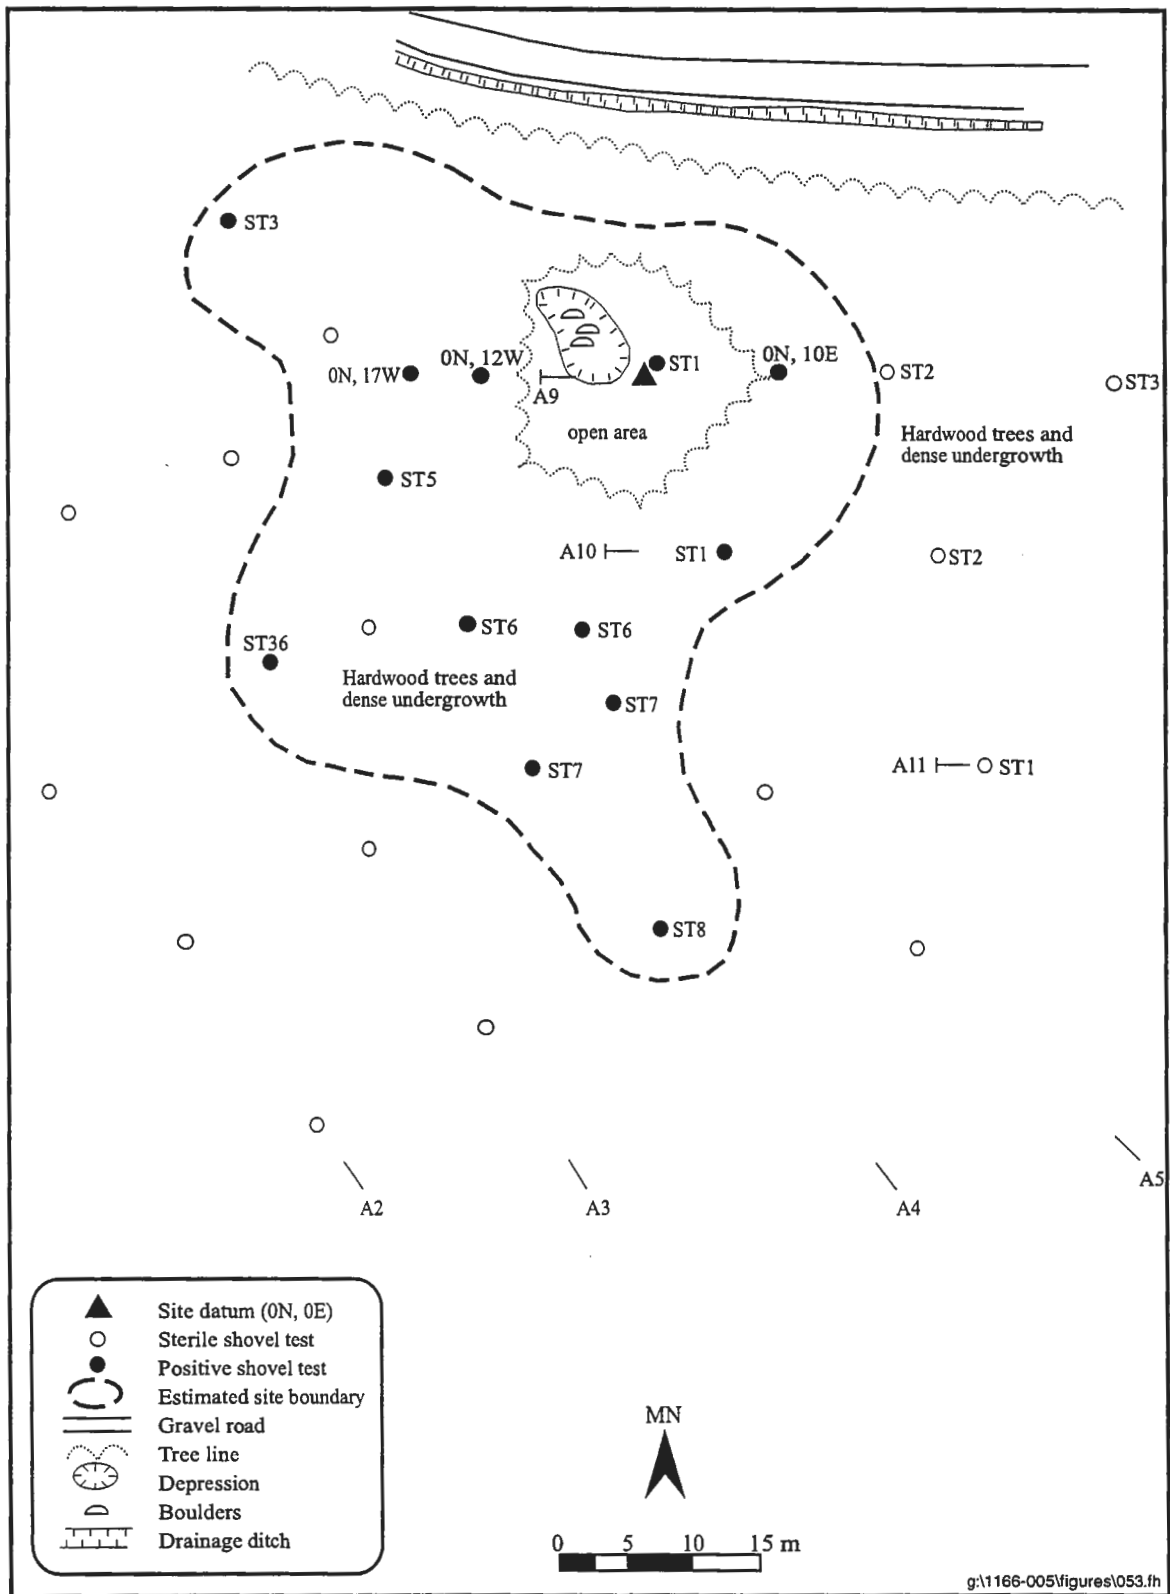 ST3
0N, 17W
0N, 12W
ST1
0N, 10E
ST2
ST3
A9
open area
Hardwood trees and
dense undergrowth
ST5
A10
ST1
ST2
ST36
ST6
ST6
Hardwood trees and
dense undergrowth
ST7
ST7
A11
ST1
ST8
A2
A3
A4
A5
Site datum (0N, 0E)
Sterile shovel test
Positive shovel test
Estimated site boundary
Gravel road
Tree line
Depression
Boulders
Drainage ditch
MN
0 5 10 15 m
g:\1166-005\figures\053.fh